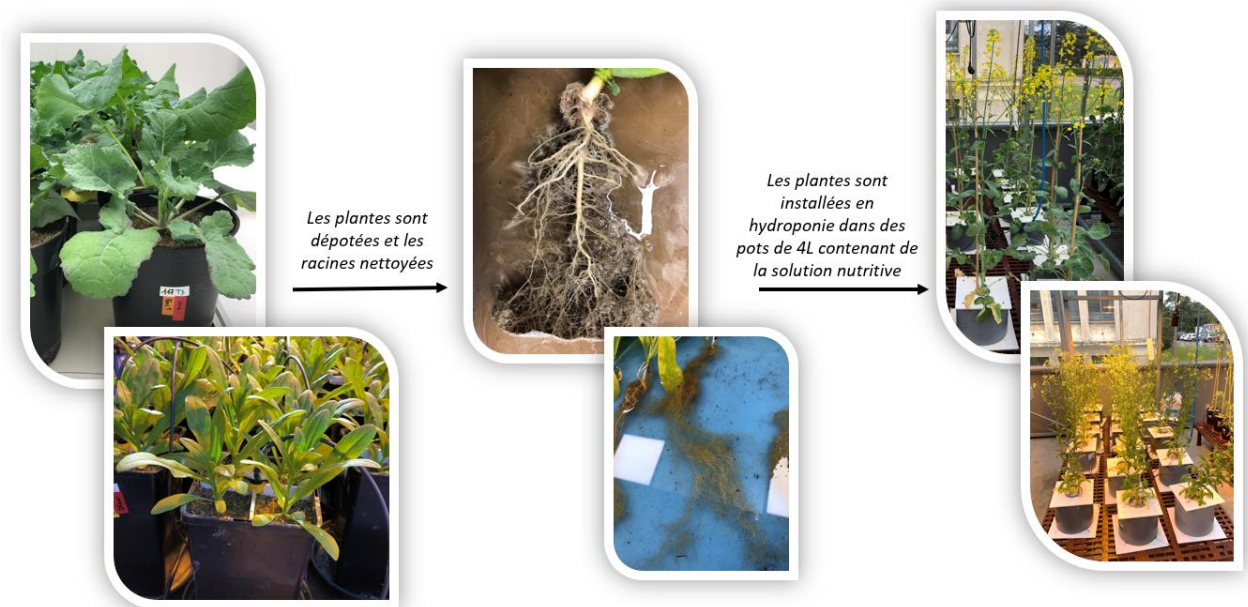 Les plantes sont
dépotées et les
racines nettoyées
Les plantes sont
installées en
hydroponie dans des
pots de 4L contenant de
la solution nutritive